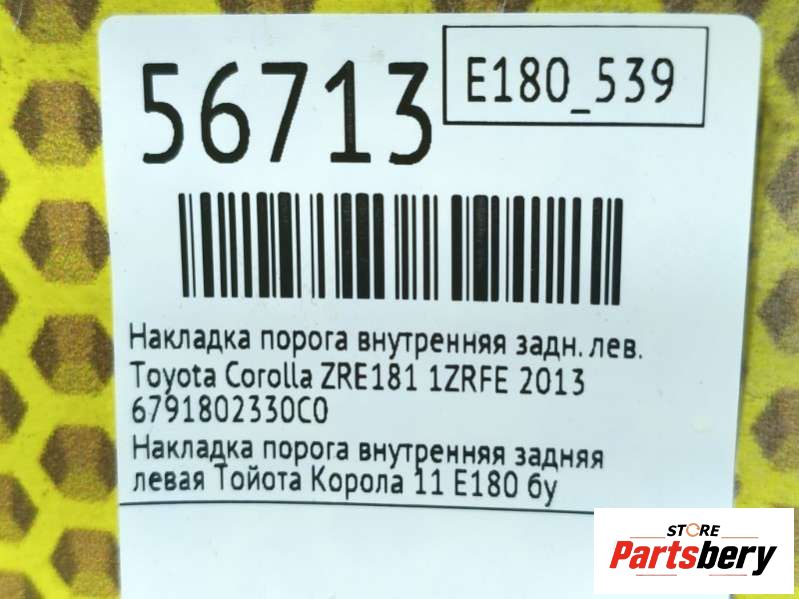 56713
E180_539
Накладка порога внутренняя задн. лев.
Toyota Corolla ZRE181 1ZRFE 2013
6791802330C0
Накладка порога внутренняя задняя
левая Тойота Корола 11 Е180 бу
STORE
Partsbery